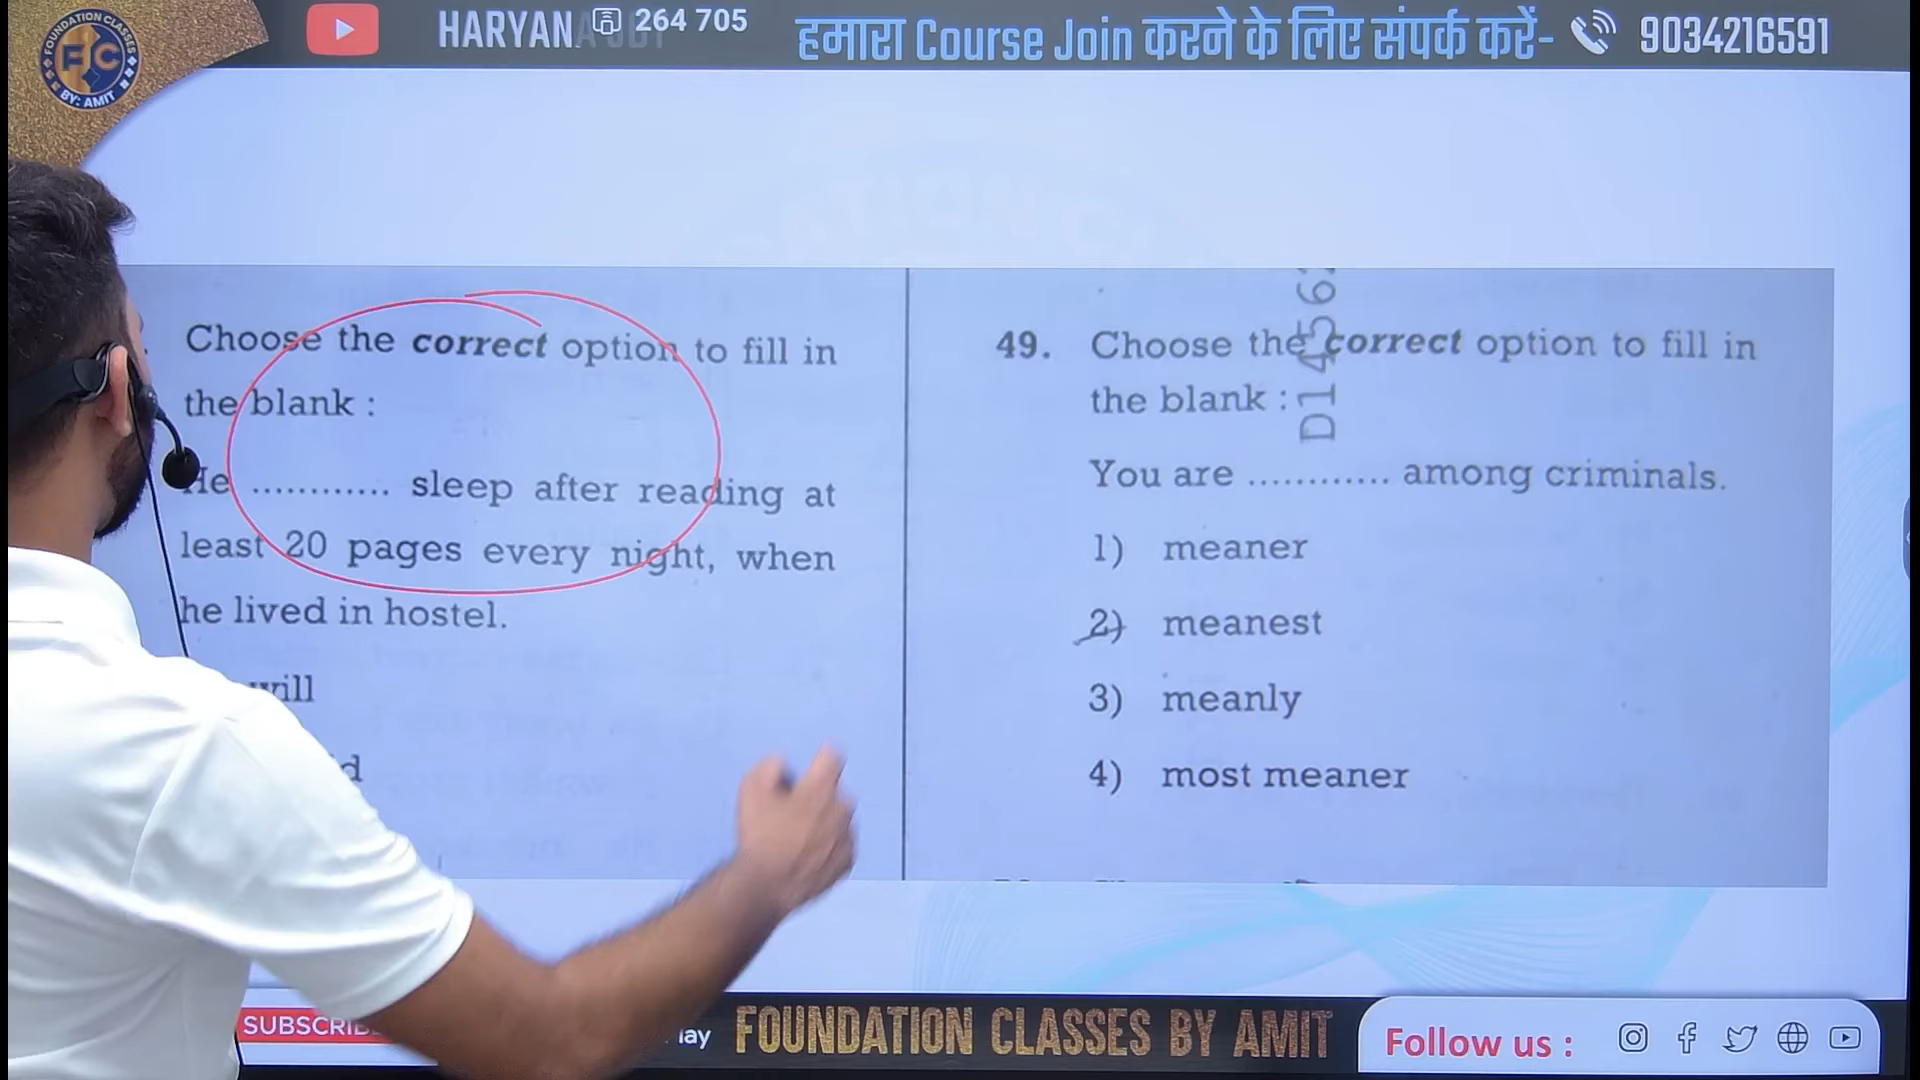 FOUNDATION CLASSES
FC
BY: AMIT
HARYANA
264 705
हमारा Course Join करने के लिए संपर्क करें-
9034216591
Choose the correct option to fill in
the blank :
He ............ sleep after reading at
least 20 pages every night, when
he lived in hostel.
will
d
49. Choose the correct option to fill in
the blank :
D145
You are ............ among criminals.
1) meaner
2) meanest
3) meanly
4) most meaner
SUBSCRIBE
lay
FOUNDATION CLASSES BY AMIT
Follow us :